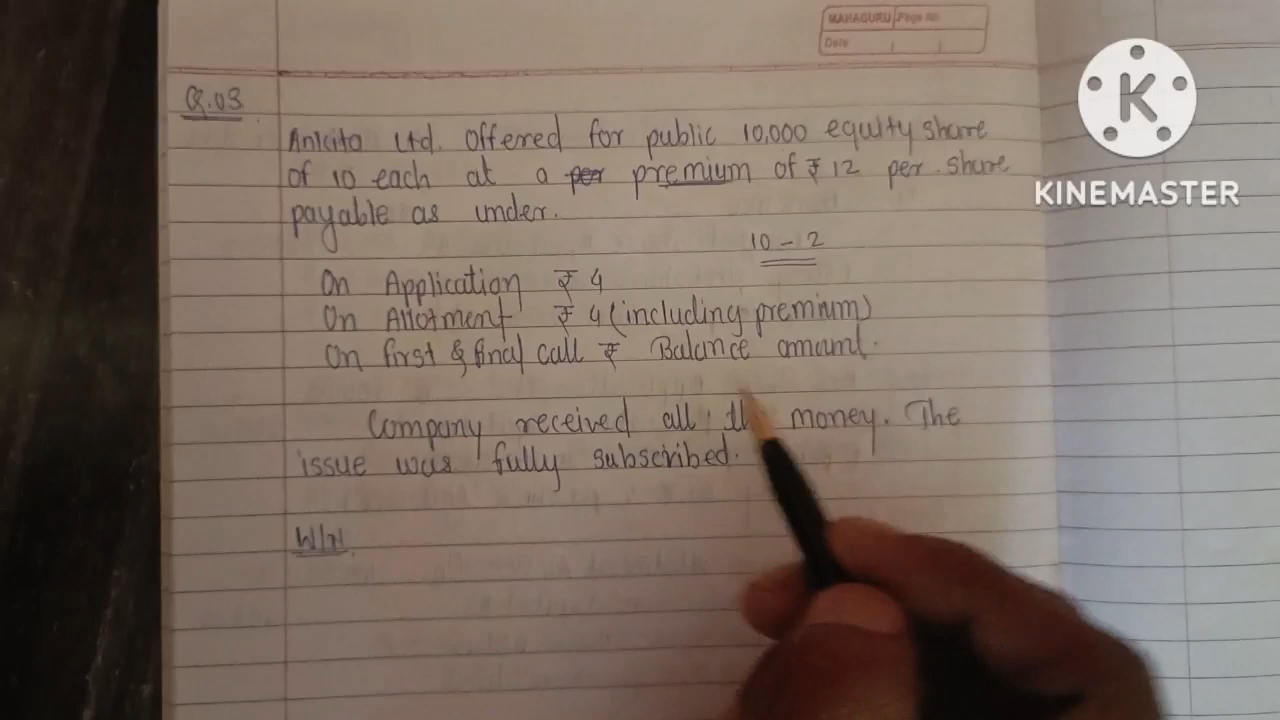 MAHAGURU Page No
Date
K
KINEMASTER
Q.03
Ankita Ltd. Offered for public 10,000 equity share
of 10 each at a per premium of ₹ 12 per share
payable as under.
10 - 2
On Application ₹ 4
On Allotment ₹ 4 (including premium)
On first & final call ₹ Balance amount.
Company received all the money. The
issue was fully subscribed.
W/N